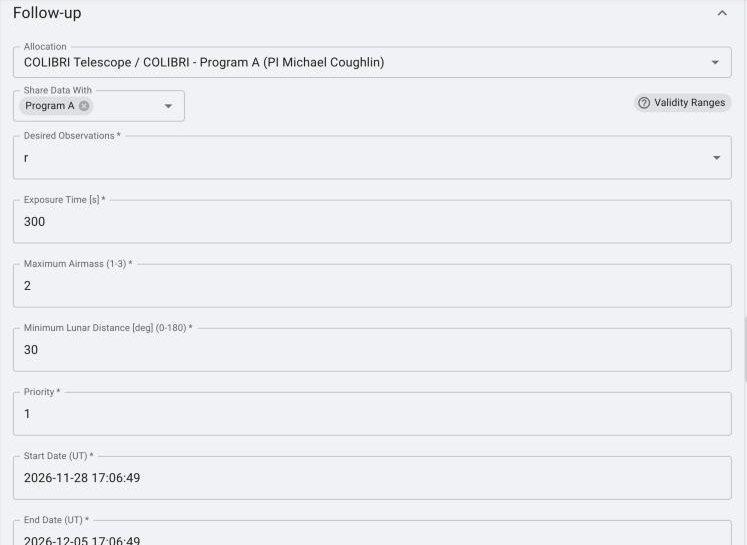 Follow-up
Allocation
COLIBRI Telescope / COLIBRI - Program A (PI Michael Coughlin)
Share Data With
Program A
Validity Ranges
Desired Observations *
r
Exposure Time [s] *
300
Maximum Airmass (1-3) *
2
Minimum Lunar Distance [deg] (0-180) *
30
Priority *
1
Start Date (UT) *
2026-11-28 17:06:49
End Date (UT) *
2026-12-05 17:06:49